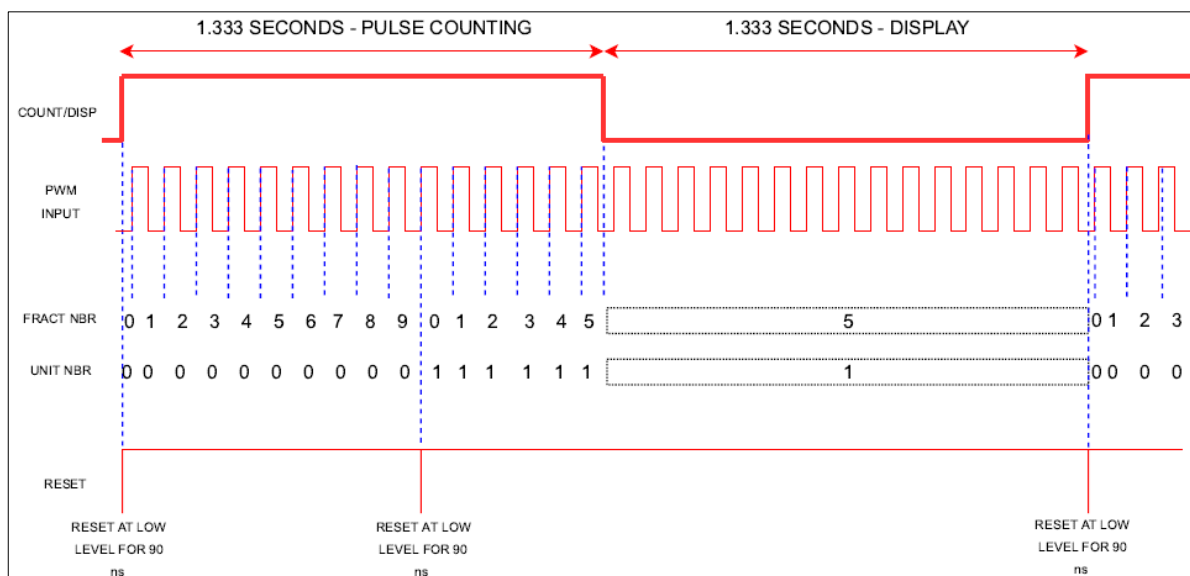 1.333 SECONDS - PULSE COUNTING
1.333 SECONDS - DISPLAY
COUNT/DISP
PWM
INPUT
FRACT NBR 0 1 2 3 4 5 6 7 8 9 0 1 2 3 4 5 5 0 1 2 3
UNIT NBR 0 0 0 0 0 0 0 0 0 0 1 1 1 1 1 1 1 0 0 0 0
RESET
RESET AT LOW
LEVEL FOR 90
ns
RESET AT LOW
LEVEL FOR 90
ns
RESET AT LOW
LEVEL FOR 90
ns